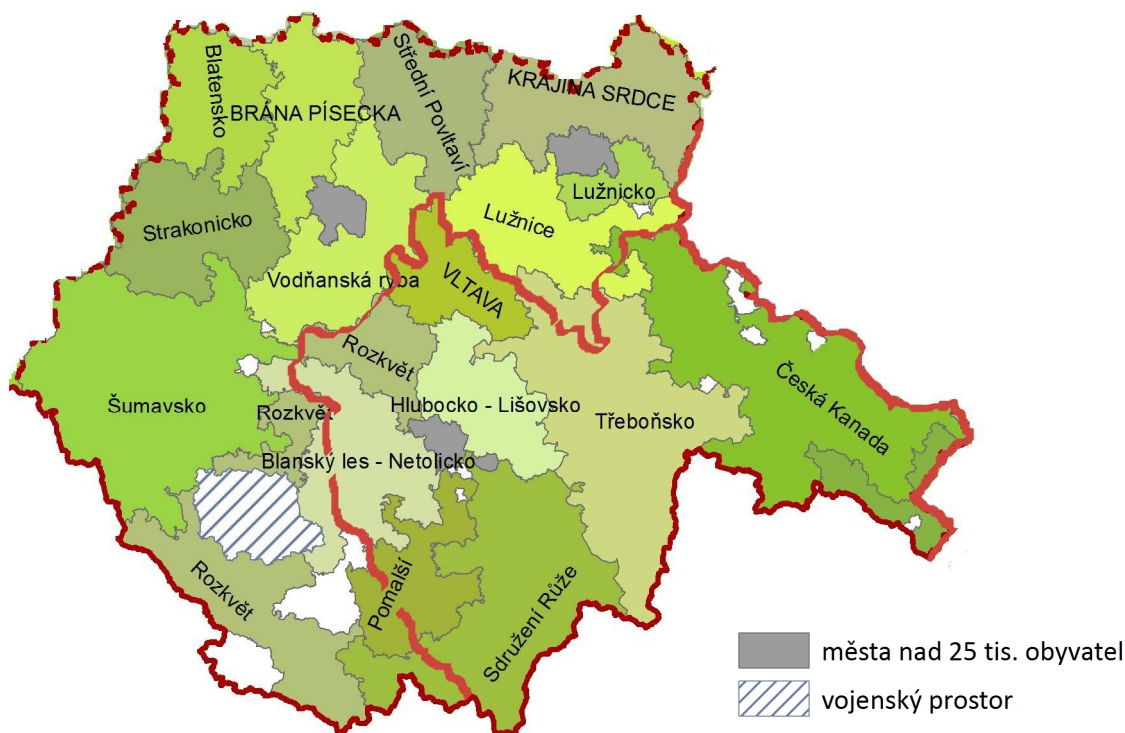 Blatensko
BRÁNA PÍSECKA
Střední Povltaví
KRAJINA SRDCE
Strakonicko
Lužnicko
Lužnice
Vodňanská ryba
VLTAVA
Rozkvět
Šumavsko
Rozkvět
Hlubocko - Lišovsko
Třeboňsko
Česká Kanada
Blanský les - Netolicko
Rozkvět
Pomalší
Sdružení Růže
města nad 25 tis. obyvatel
vojenský prostor